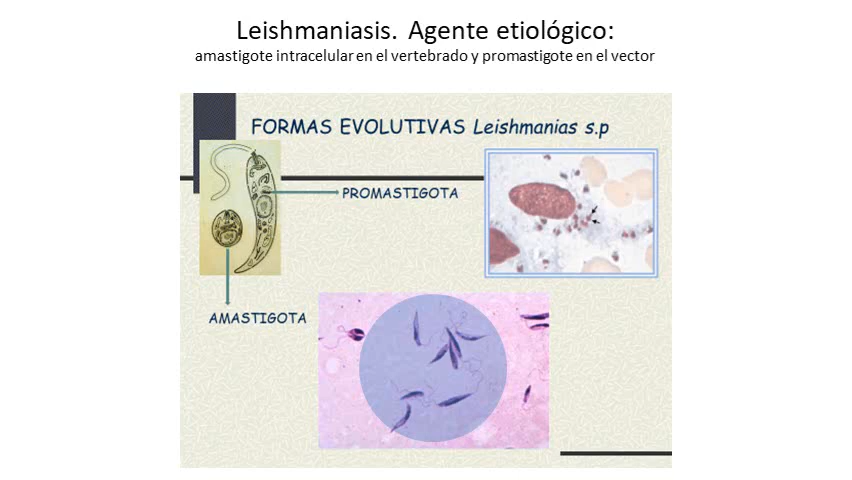 Leishmaniasis. Agente etiológico:
amastigote intracelular en el vertebrado y promastigote en el vector
FORMAS EVOLUTIVAS Leishmanias s.p
PROMASTIGOTA
AMASTIGOTA